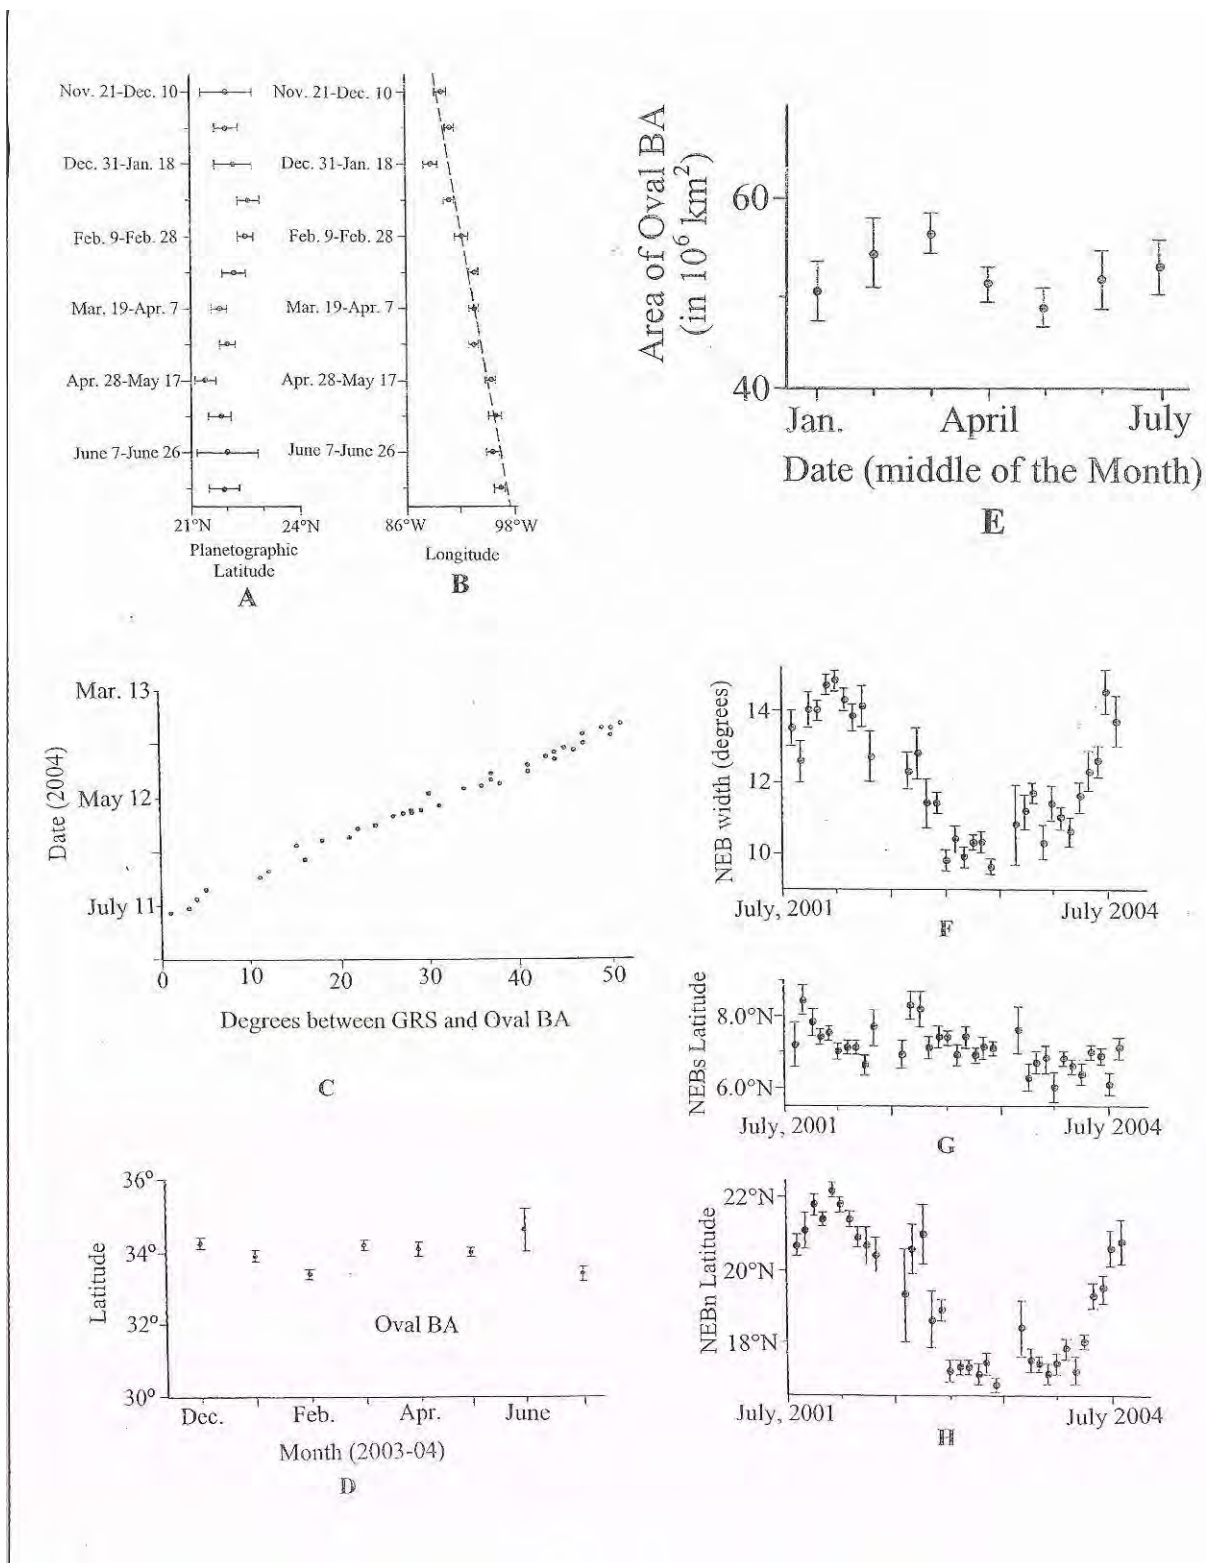 Nov. 21-Dec. 10
Dec. 31-Jan. 18
Feb. 9-Feb. 28
Mar. 19-Apr. 7
Apr. 28-May 17
June 7-June 26
21°N 24°N
Planetographic
Latitude
A
Nov. 21-Dec. 10
Dec. 31-Jan. 18
Feb. 9-Feb. 28
Mar. 19-Apr. 7
Apr. 28-May 17
June 7-June 26
86°W 98°W
Longitude
B
Area of Oval BA
(in 10⁶ km²)
60
40
Jan. April July
Date (middle of the Month)
E
Date (2004)
Mar. 13
May 12
July 11
0 10 20 30 40 50
Degrees between GRS and Oval BA
C
NEB width (degrees)
14
12
10
July, 2001 July 2004
F
NEBs Latitude
8.0°N
6.0°N
July, 2001 July 2004
G
Latitude
36°
34°
32°
30°
Oval BA
Dec. Feb. Apr. June
Month (2003-04)
D
NEBn Latitude
22°N
20°N
18°N
July, 2001 July 2004
H